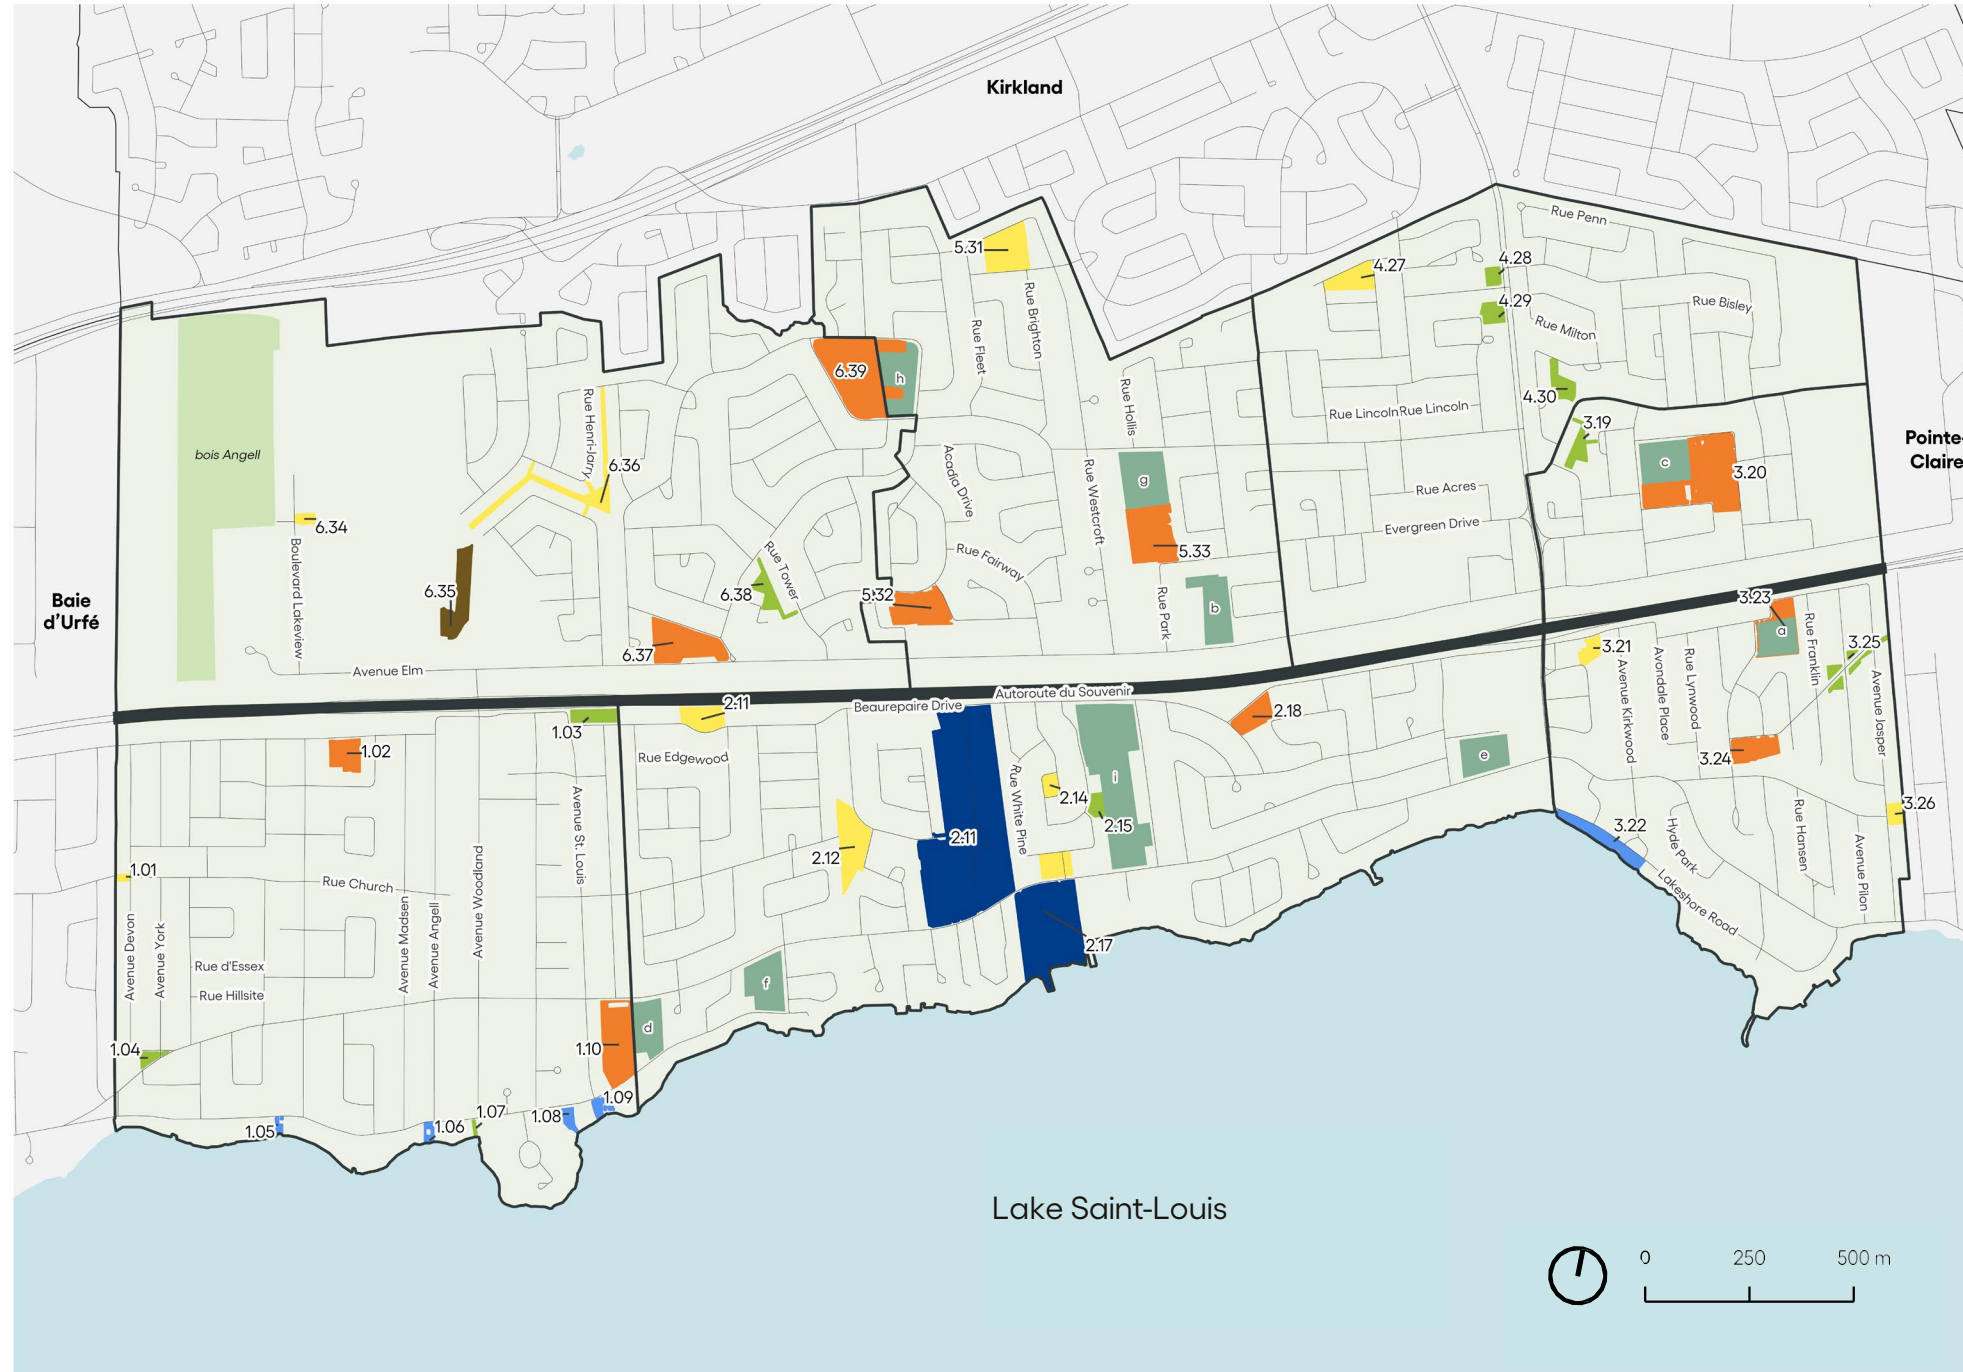 Kirkland
Rue Penn
5.31
4.27
4.28
4.29
Rue Bisley
Rue Milton
Rue Brighton
Rue Fleet
6.39
h
Rue Hollis
4.30
Rue Lincoln
Rue Lincoln
3.19
Rue Henri-Jarry
bois Angell
6.36
Acadia Drive
Rue Westcroft
g
c
3.20
Pointe-
Claire
Rue Acres
Evergreen Drive
6.34
Boulevard Lakeview
5.33
Rue Fairway
Rue Tower
6.35
6.38
5.32
Rue Park
b
3.23
a
Rue Franklin
Baie
d'Urfé
6.37
3.21
3.25
Avenue Kirkwood
Avondale Place
Rue Lynwood
Avenue Jasper
Avenue Elm
Autoroute du Souvenir
Beaurepaire Drive
2.11
1.03
2.18
1.02
Rue Edgewood
e
3.24
Rue White Pine
i
2.14
2.15
3.26
Avenue St. Louis
2.11
2.12
3.22
Hyde Park
Rue Hansen
Avenue Pilon
1.01
Rue Church
Avenue Woodland
Lakeshore Road
Avenue Devon
Avenue York
Avenue Madsen
Avenue Angell
2.17
Rue d'Essex
Rue Hillsite
f
d
1.04
1.10
1.09
1.08
1.07
1.06
1.05
Lake Saint-Louis
0 250 500 m